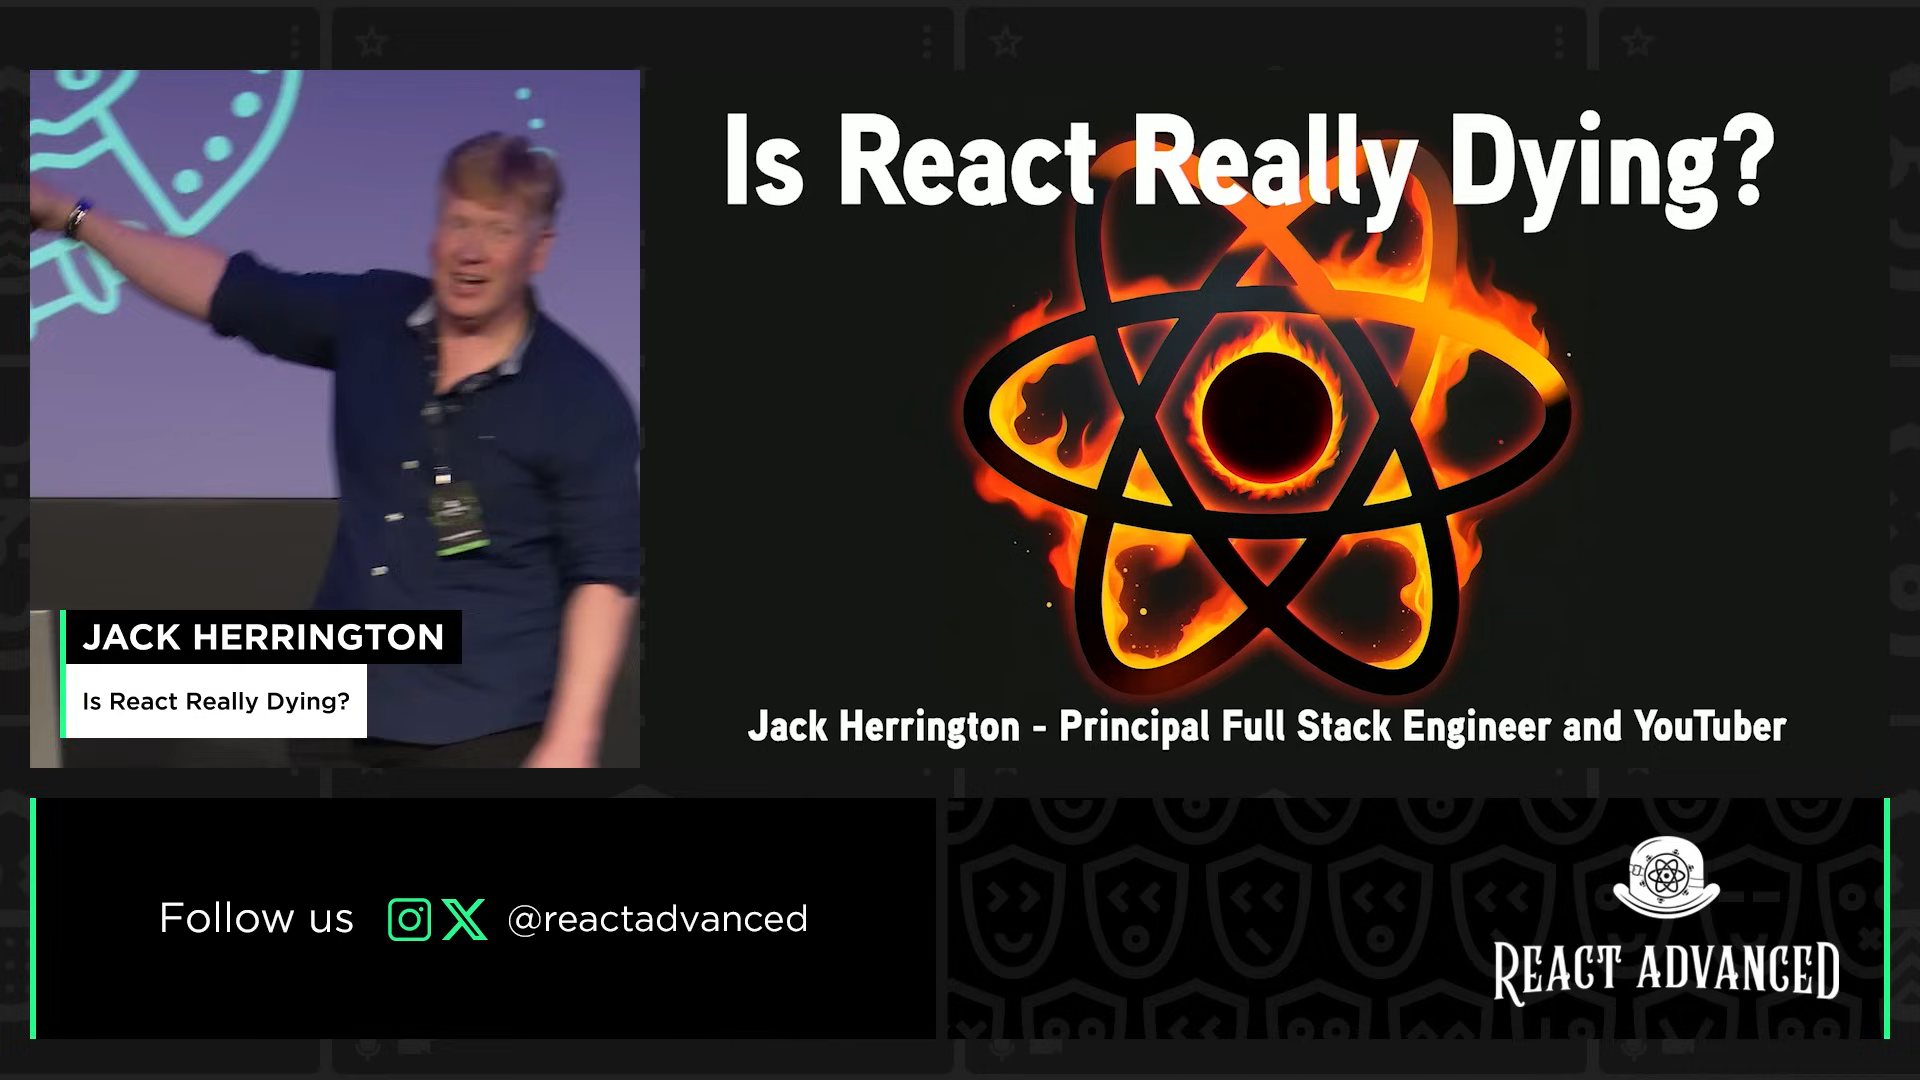 Is React Really Dying?
JACK HERRINGTON
Is React Really Dying?
Jack Herrington - Principal Full Stack Engineer and YouTuber
Follow us @reactadvanced
REACT ADVANCED